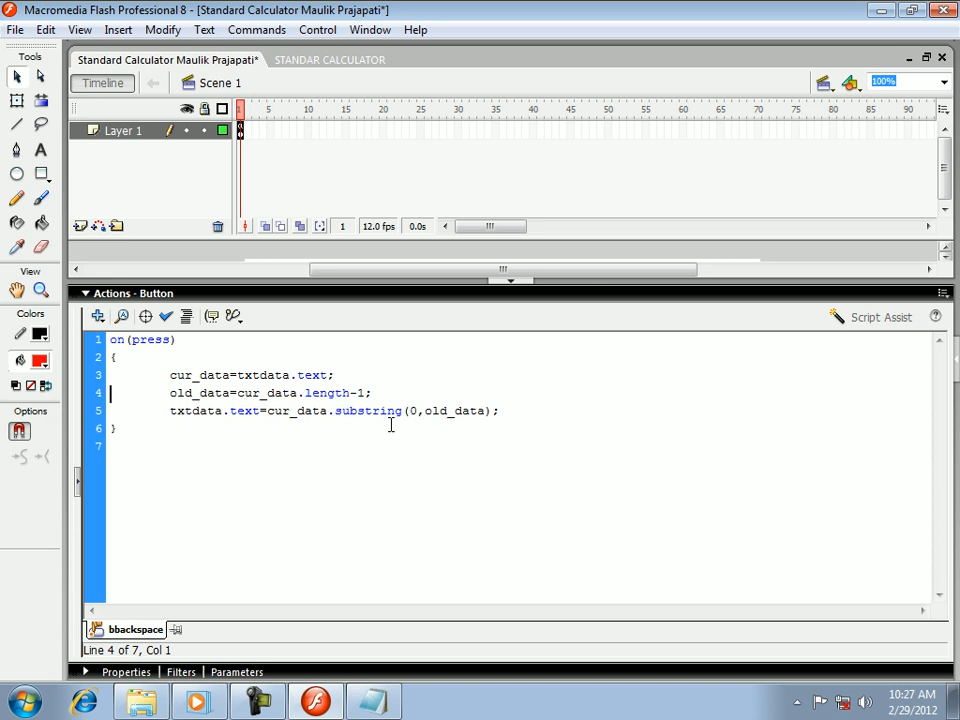 Macromedia Flash Professional 8 - [Standard Calculator Maulik Prajapati*]
File Edit View Insert Modify Text Commands Control Window Help
Tools
View
Colors
Options
Standard Calculator Maulik Prajapati* STANDAR CALCULATOR
Timeline Scene 1 100%
1 5 10 15 20 25 30 35 40 45 50 55 60 65 70 75 80 85 90
Layer 1
1 12.0 fps 0.0s
Actions - Button
Script Assist
1 on(press)
2 {
3 cur_data=txtdata.text;
4 old_data=cur_data.length-1;
5 txtdata.text=cur_data.substring(0,old_data);
6 }
7
bbackspace
Line 4 of 7, Col 1
Properties Filters Parameters
10:27 AM
2/29/2012